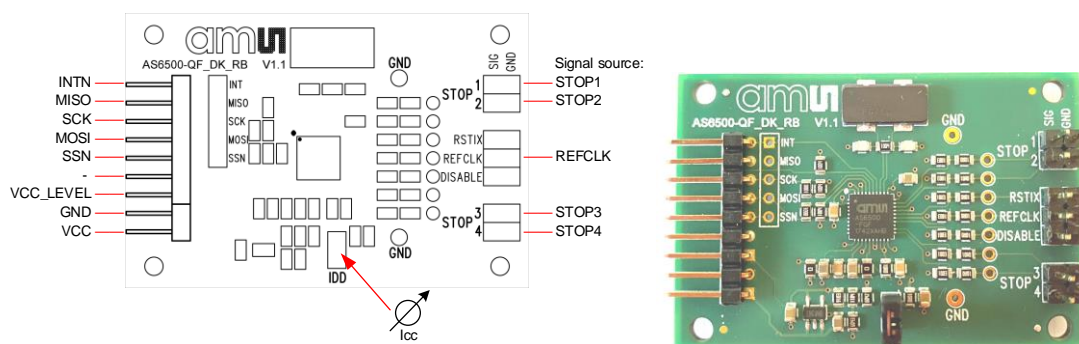 amu
AS6500-QF_DK_RB V1.1
GND
SIG
GND
Signal source:
INTN
MISO
SCK
MOSI
SSN
-
VCC_LEVEL
GND
VCC
INT
MISO
SCK
MOSI
SSN
STOP 1
2
STOP1
STOP2
RSTIX
REFCLK
DISABLE
REFCLK
STOP 3
4
STOP3
STOP4
GND
IDD
Icc
amu
AS6500-QF_DK_RB V1.1
GND
SIG
GND
INT
MISO
SCK
MOSI
SSN
STOP 1
2
RSTIX
REFCLK
DISABLE
STOP 3
4
GND
AS6500